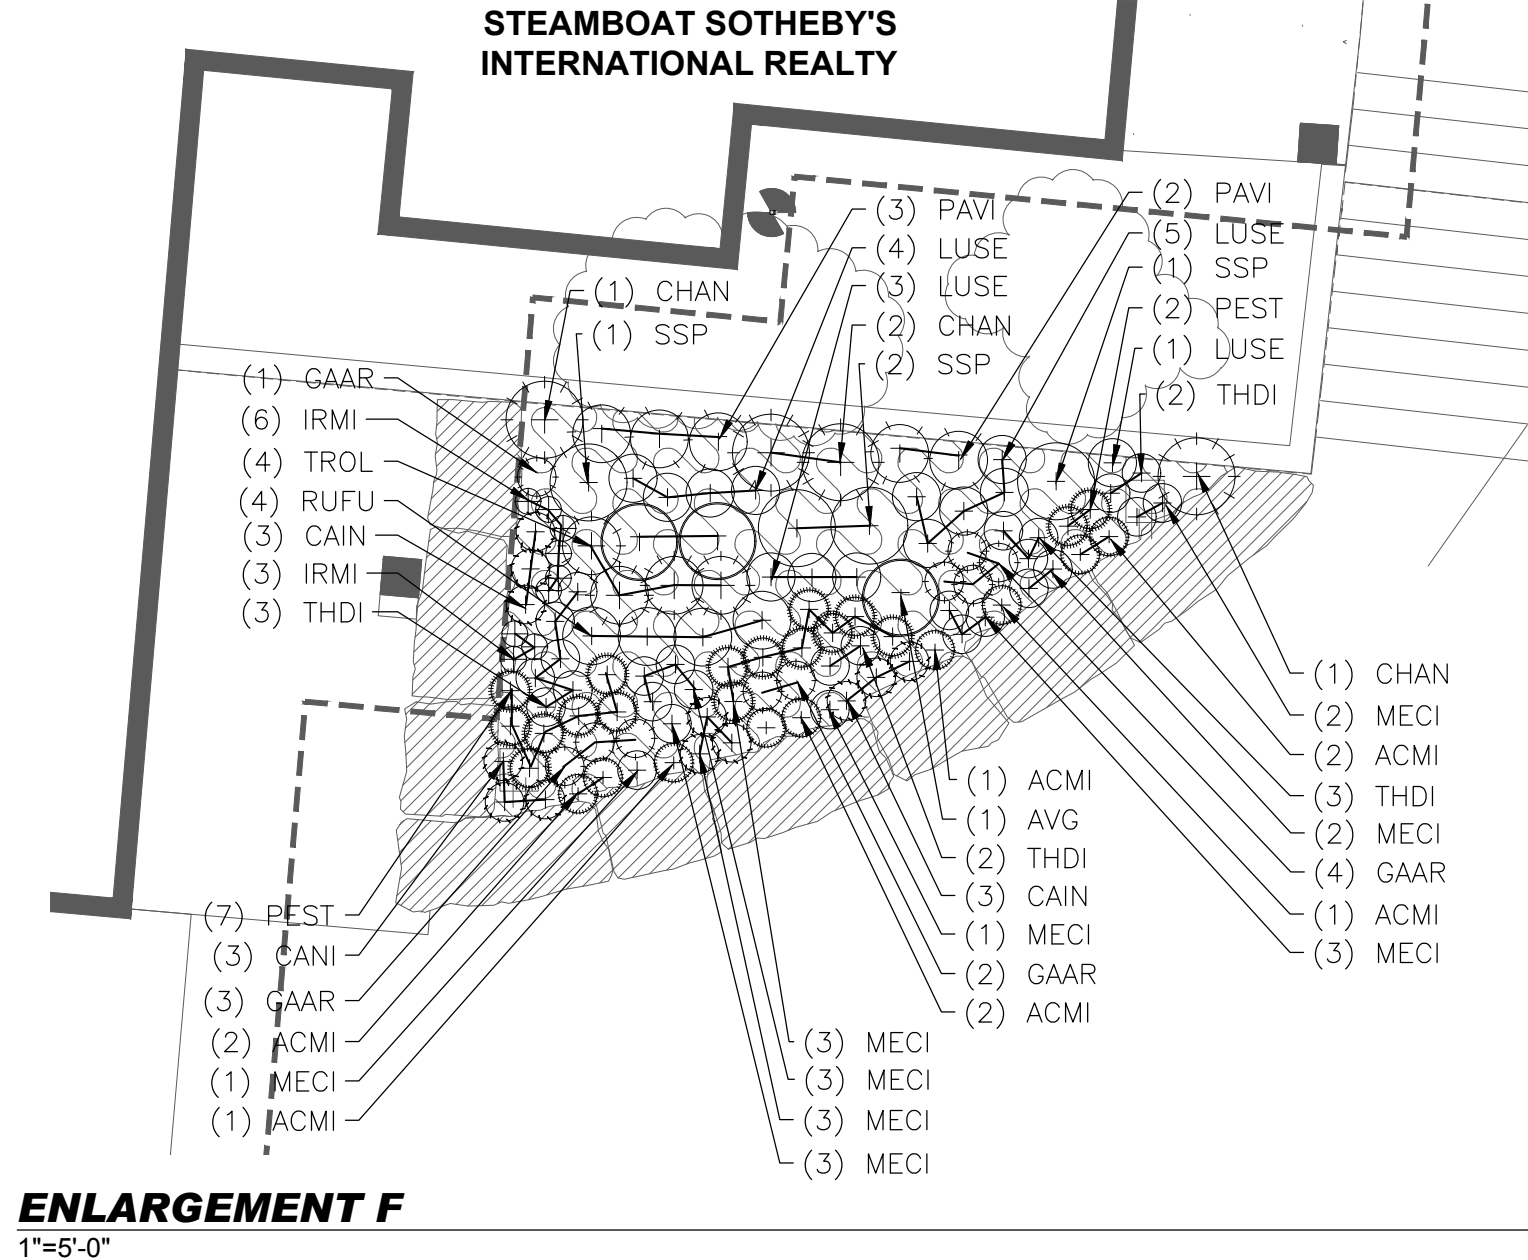 STEAMBOAT SOTHEBY'S
INTERNATIONAL REALTY
(3) PAVI
(4) LUSE
(3) LUSE
(2) CHAN
(2) SSP
(2) PAVI
(5) LUSE
(1) SSP
(2) PEST
(1) LUSE
(2) THDI
(1) CHAN
(1) SSP
(1) GAAR
(6) IRMI
(4) TROL
(4) RUFU
(3) CAIN
(3) IRMI
(3) THDI
(1) CHAN
(2) MECI
(2) ACMI
(3) THDI
(2) MECI
(4) GAAR
(1) ACMI
(3) MECI
(1) ACMI
(1) AVG
(2) THDI
(3) CAIN
(1) MECI
(2) GAAR
(2) ACMI
(7) PEST
(3) CANI
(3) GAAR
(2) ACMI
(1) MECI
(1) ACMI
(3) MECI
(3) MECI
(3) MECI
(3) MECI
ENLARGEMENT F
1"=5'-0"